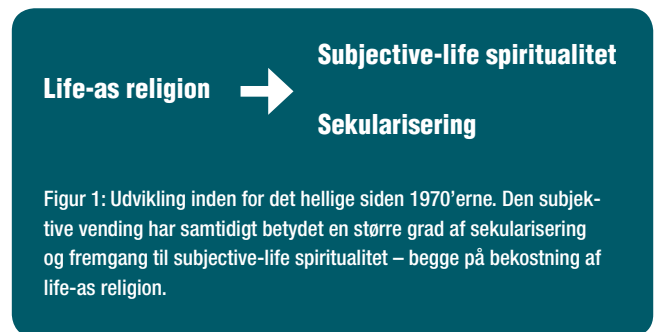 Subjective-life spiritualitet
Life-as religion
Sekularisering
Figur 1: Udvikling inden for det hellige siden 1970'erne. Den subjek-
tive vending har samtidigt betydet en større grad af sekularisering
og fremgang til subjective-life spiritualitet – begge på bekostning af
life-as religion.